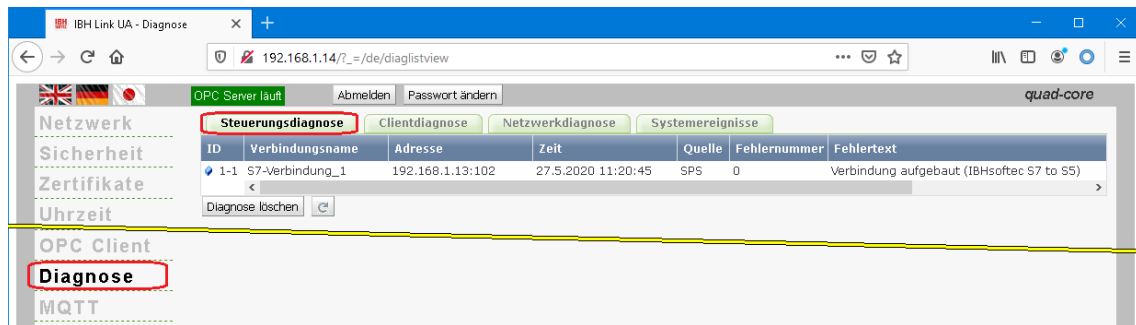 IBH Link UA - Diagnose
192.168.1.14/?_=/de/diaglistview
OPC Server läuft Abmelden Passwort ändern quad-core
Netzwerk
Sicherheit
Zertifikate
Uhrzeit
OPC Client
Diagnose
MQTT
Steuerungsdiagnose Clientdiagnose Netzwerkdiagnose Systemereignisse
ID Verbindungsname Adresse Zeit Quelle Fehlernummer Fehlertext
1-1 S7-Verbindung_1 192.168.1.13:102 27.5.2020 11:20:45 SPS 0 Verbindung aufgebaut (IBHsoftec S7 to S5)
Diagnose löschen